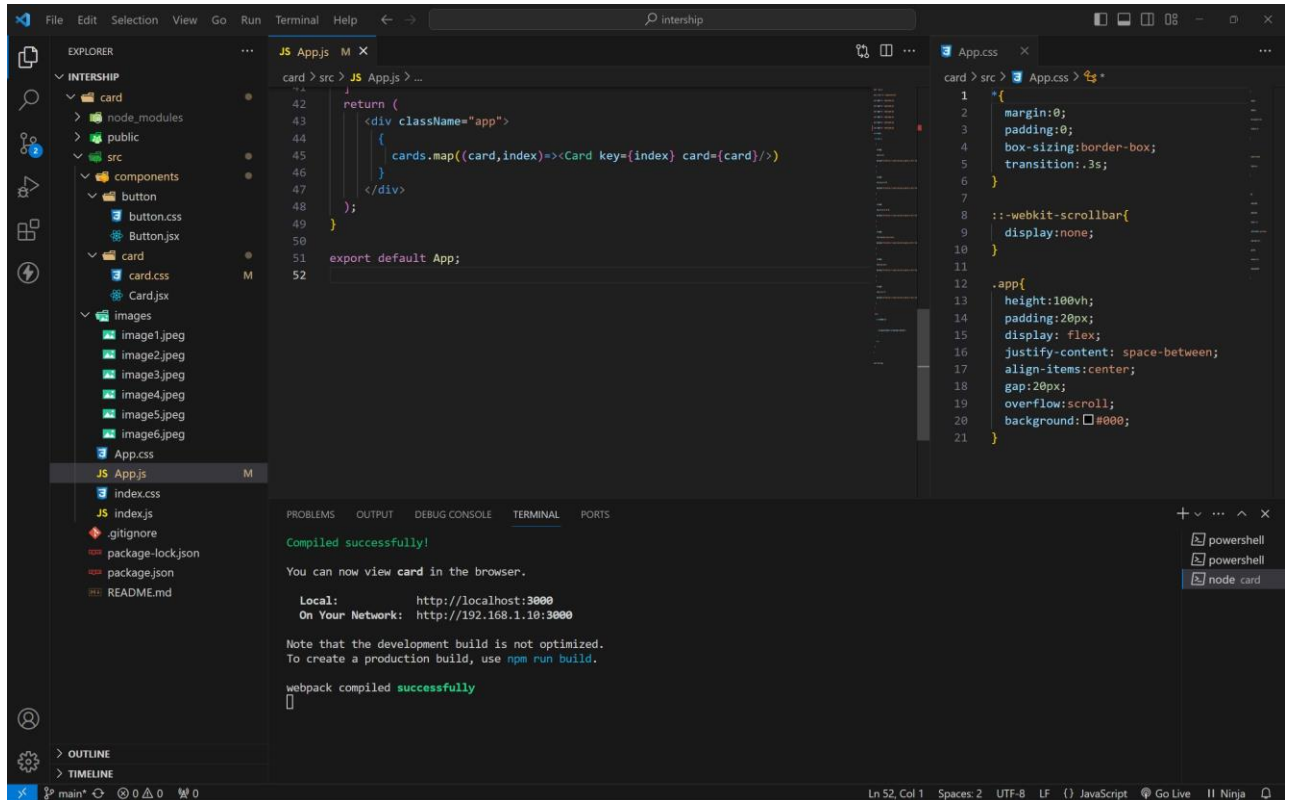 File Edit Selection View Go Run Terminal Help
intership
EXPLORER
INTERSHIP
card
node_modules
public
src
components
button
button.css
Button.jsx
card
card.css M
Card.jsx
images
image1.jpeg
image2.jpeg
image3.jpeg
image4.jpeg
image5.jpeg
image6.jpeg
App.css
App.js M
index.css
index.js
.gitignore
package-lock.json
package.json
README.md
OUTLINE
TIMELINE
JS App.js M
card > src > JS App.js > ...
41 ]
42 return (
43 <div className="app">
44 {
45 cards.map((card,index)=><Card key={index} card={card}/>)
46 }
47 </div>
48 );
49 }
50
51 export default App;
52
App.css
card > src > App.css > *
1 *{
2 margin:0;
3 padding:0;
4 box-sizing:border-box;
5 transition:.3s;
6 }
7
8 ::-webkit-scrollbar{
9 display:none;
10 }
11
12 .app{
13 height:100vh;
14 padding:20px;
15 display: flex;
16 justify-content: space-between;
17 align-items:center;
18 gap:20px;
19 overflow:scroll;
20 background:#000;
21 }
PROBLEMS OUTPUT DEBUG CONSOLE TERMINAL PORTS
Compiled successfully!
You can now view card in the browser.
Local: http://localhost:3000
On Your Network: http://192.168.1.10:3000
Note that the development build is not optimized.
To create a production build, use npm run build.
webpack compiled successfully
powershell
powershell
node card
main* 0 0 0
Ln 52, Col 1 Spaces: 2 UTF-8 LF {} JavaScript Go Live Ninja